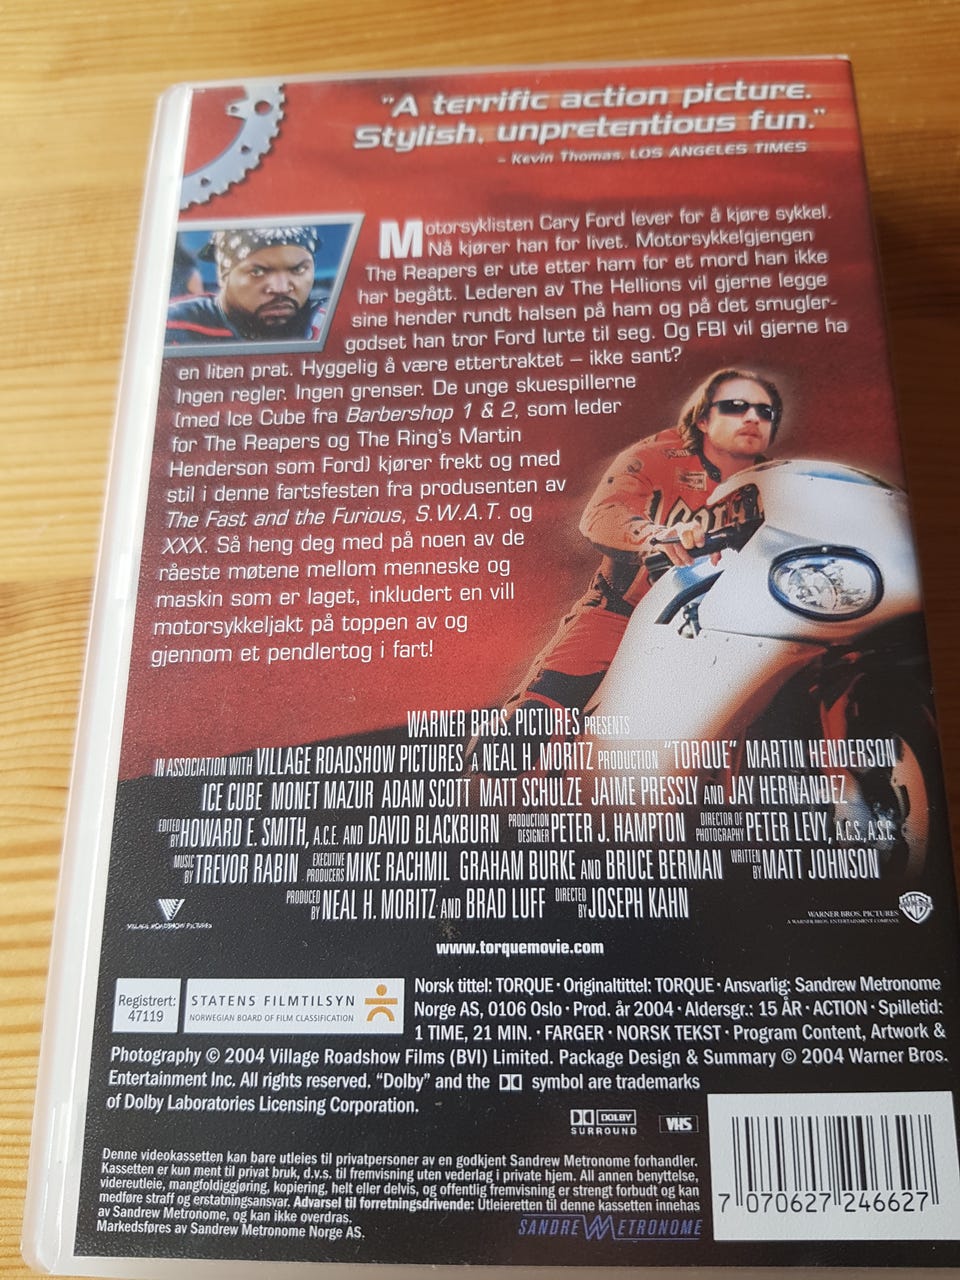 "A terrific action picture.
Stylish, unpretentious fun."
- Kevin Thomas, LOS ANGELES TIMES
Motorsyklisten Cary Ford lever for å kjøre sykkel.
Nå kjører han for livet. Motorsykkelgjengen
The Reapers er ute etter ham for et mord han ikke
har begått. Lederen av The Hellions vil gjerne legge
sine hender rundt halsen på ham og på det smugler-
godset han tror Ford lurte til seg. Og FBI vil gjerne ha
en liten prat. Hyggelig å være ettertraktet – ikke sant?
Ingen regler. Ingen grenser. De unge skuespillerne
(med Ice Cube fra Barbershop 1 & 2, som leder
for The Reapers og The Ring's Martin
Henderson som Ford) kjører frekt og med
stil i denne fartsfesten fra produsenten av
The Fast and the Furious, S.W.A.T. og
XXX. Så heng deg med på noen av de
råeste møtene mellom menneske og
maskin som er laget, inkludert en vill
motorsykkeljakt på toppen av og
gjennom et pendlertog i fart!
WARNER BROS. PICTURES PRESENTS
IN ASSOCIATION WITH VILLAGE ROADSHOW PICTURES A NEAL H. MORITZ PRODUCTION "TORQUE" MARTIN HENDERSON
ICE CUBE MONET MAZUR ADAM SCOTT MATT SCHULZE JAIME PRESSLY AND JAY HERNANDEZ
EDITED BY HOWARD E. SMITH, A.C.E. AND DAVID BLACKBURN PRODUCTION DESIGNER PETER J. HAMPTON DIRECTOR OF PHOTOGRAPHY PETER LEVY, A.C.S., A.S.C.
MUSIC BY TREVOR RABIN EXECUTIVE PRODUCERS MIKE RACHMIL GRAHAM BURKE AND BRUCE BERMAN WRITTEN BY MATT JOHNSON
PRODUCED BY NEAL H. MORITZ AND BRAD LUFF DIRECTED BY JOSEPH KAHN
VILLAGE ROADSHOW PICTURES
WARNER BROS. PICTURES
A WARNER BROS. ENTERTAINMENT COMPANY
www.torquemovie.com
Registrert:
47119
STATENS FILMTILSYN
NORWEGIAN BOARD OF FILM CLASSIFICATION
Norsk tittel: TORQUE · Originaltittel: TORQUE · Ansvarlig: Sandrew Metronome
Norge AS, 0106 Oslo · Prod. år 2004 · Aldersgr.: 15 ÅR · ACTION · Spilletid:
1 TIME, 21 MIN. · FARGER · NORSK TEKST · Program Content, Artwork &
Photography © 2004 Village Roadshow Films (BVI) Limited. Package Design & Summary © 2004 Warner Bros.
Entertainment Inc. All rights reserved. "Dolby" and the symbol are trademarks
of Dolby Laboratories Licensing Corporation.
DOLBY
SURROUND
VHS
Denne videokassetten kan bare utleies til privatpersoner av en godkjent Sandrew Metronome forhandler.
Kassetten er kun ment til privat bruk, d.v.s. til fremvisning uten vederlag i private hjem. All annen benyttelse,
videreutleie, mangfoldiggjøring, kopiering, helt eller delvis, og offentlig fremvisning er strengt forbudt og kan
medføre straff og erstatningsansvar. Advarsel til forretningsdrivende: Utleieretten til denne kassetten innehas
av Sandrew Metronome, og kan ikke overdras.
Markedsføres av Sandrew Metronome Norge AS.
SANDREW METRONOME
7 070627 246627